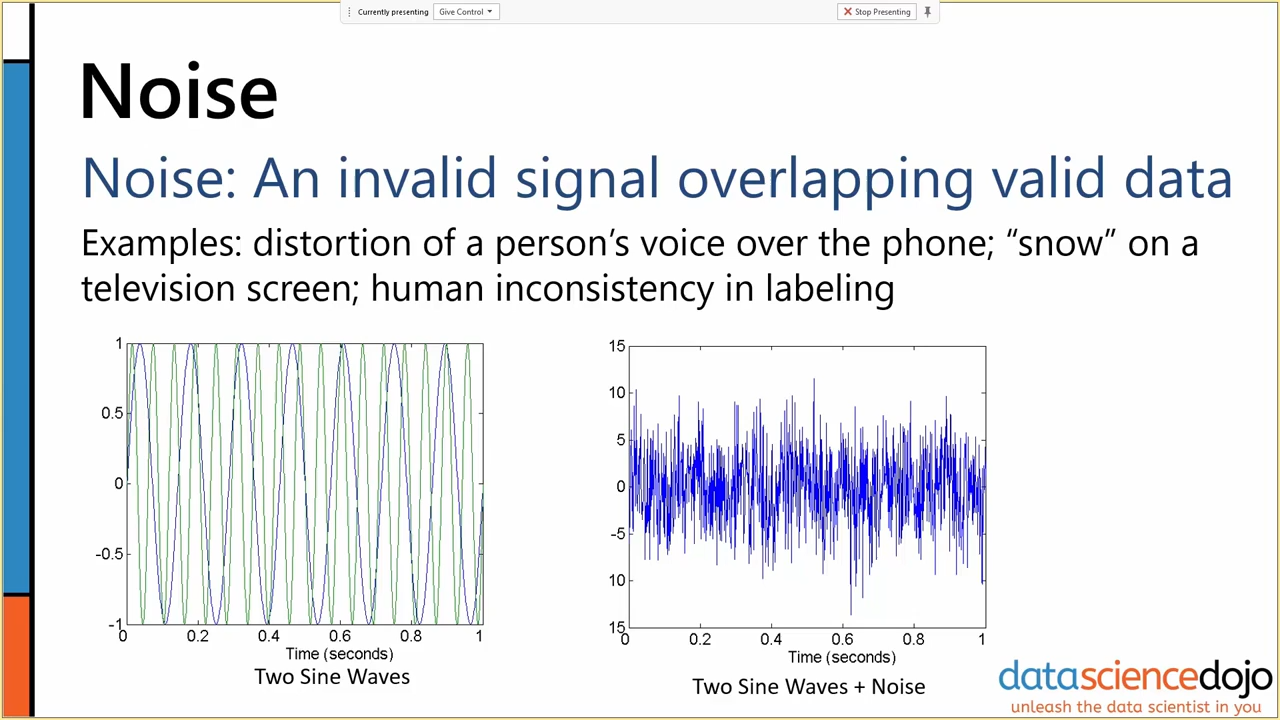 Currently presenting
Give Control
Stop Presenting
Noise
Noise: An invalid signal overlapping valid data
Examples: distortion of a person’s voice over the phone; “snow” on a
television screen; human inconsistency in labeling
1
0.5
0
-0.5
-1
0 0.2 0.4 0.6 0.8 1
Time (seconds)
Two Sine Waves
15
10
5
0
-5
10
15
0 0.2 0.4 0.6 0.8 1
Time (seconds)
Two Sine Waves + Noise
datasciencedojo
unleash the data scientist in you